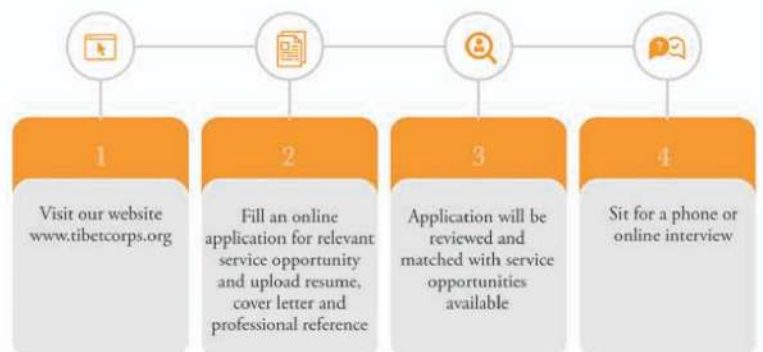 1
Visit our website
www.tibetcorps.org
2
Fill an online
application for relevant
service opportunity
and upload resume,
cover letter and
professional reference
3
Application will be
reviewed and
matched with service
opportunities
available
4
Sit for a phone or
online interview